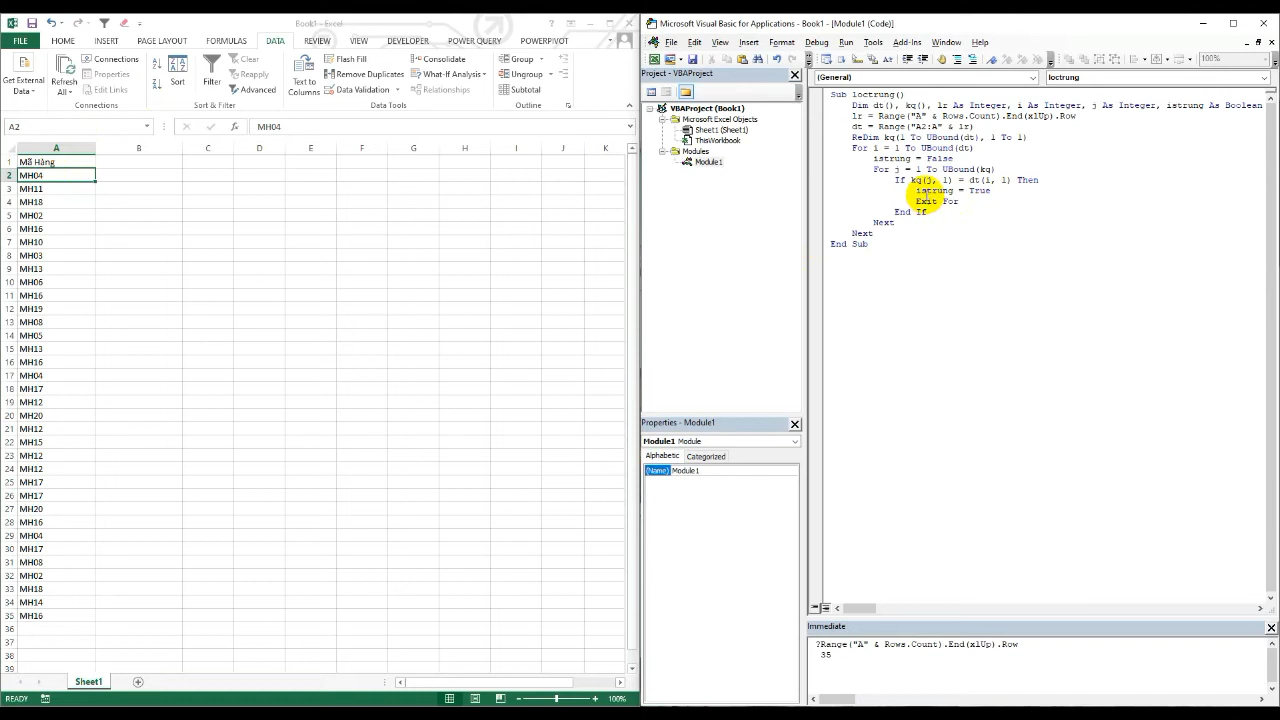 Book1 - Excel
FILE HOME INSERT PAGE LAYOUT FORMULAS DATA REVIEW VIEW DEVELOPER POWER QUERY POWERPIVOT
Get External Data
Refresh All
Connections
Properties
Edit Links
Connections
Sort
Filter
Clear
Reapply
Advanced
Sort & Filter
Text to Columns
Flash Fill
Remove Duplicates
Data Validation
Consolidate
What-If Analysis
Relationships
Data Tools
Group
Ungroup
Subtotal
Outline
A2 fx MH04
A B C D E F G H I J K
1 Mã Hàng
2 MH04
3 MH11
4 MH18
5 MH02
6 MH16
7 MH10
8 MH03
9 MH13
10 MH06
11 MH16
12 MH19
13 MH08
14 MH05
15 MH13
16 MH16
17 MH04
18 MH17
19 MH12
20 MH20
21 MH12
22 MH15
23 MH12
24 MH12
25 MH17
26 MH17
27 MH20
28 MH16
29 MH04
30 MH17
31 MH08
32 MH02
33 MH18
34 MH14
35 MH16
36
37
38
39
Sheet1
READY 100%
Microsoft Visual Basic for Applications - Book1 - [Module1 (Code)]
File Edit View Insert Format Debug Run Tools Add-Ins Window Help
100%
Project - VBAProject
VBAProject (Book1)
Microsoft Excel Objects
Sheet1 (Sheet1)
ThisWorkbook
Modules
Module1
Properties - Module1
Module1 Module
Alphabetic Categorized
(Name) Module1
(General) loctrung
Sub loctrung()
Dim dt(), kq(), lr As Integer, i As Integer, j As Integer, istrung As Boolean
lr = Range("A" & Rows.Count).End(xlUp).Row
dt = Range("A2:A" & lr)
ReDim kq(1 To UBound(dt), 1 To 1)
For i = 1 To UBound(dt)
istrung = False
For j = 1 To UBound(kq)
If kq(j, 1) = dt(i, 1) Then
istrung = True
Exit For
End If
Next
Next
End Sub
Immediate
?Range("A" & Rows.Count).End(xlUp).Row
35